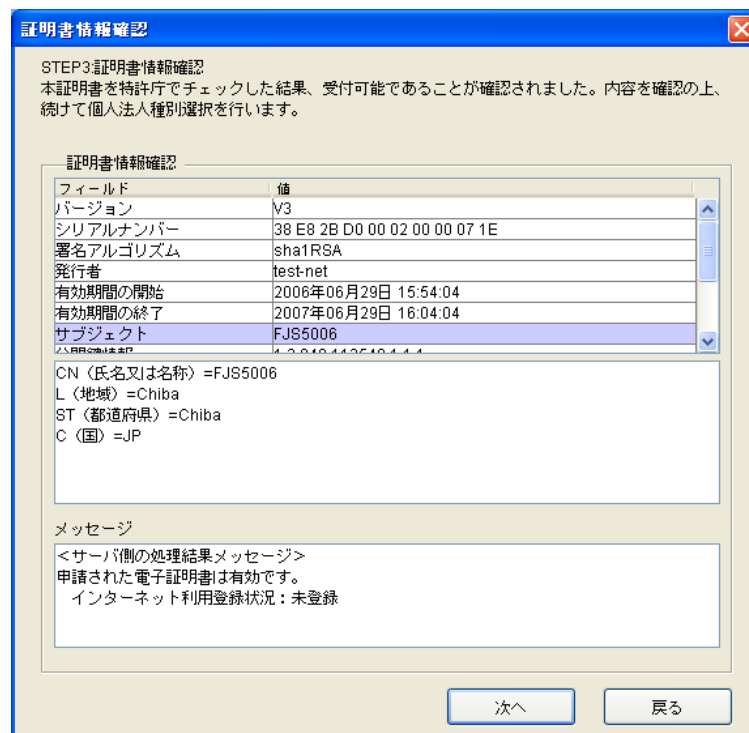 証明書情報確認
STEP3:証明書情報確認
本証明書を特許庁でチェックした結果、受付可能であることが確認されました。内容を確認の上、
続けて個人法人種別選択を行います。
証明書情報確認
フィールド 値
バージョン V3
シリアルナンバー 38 E8 2B D0 00 02 00 00 07 1E
署名アルゴリズム sha1RSA
発行者 test-net
有効期間の開始 2006年06月29日 15:54:04
有効期間の終了 2007年06月29日 16:04:04
サブジェクト FJS5006
CN（氏名又は名称）=FJS5006
L（地域）=Chiba
ST（都道府県）=Chiba
C（国）=JP
メッセージ
＜サーバ側の処理結果メッセージ＞
申請された電子証明書は有効です。
インターネット利用登録状況：未登録
次へ 戻る